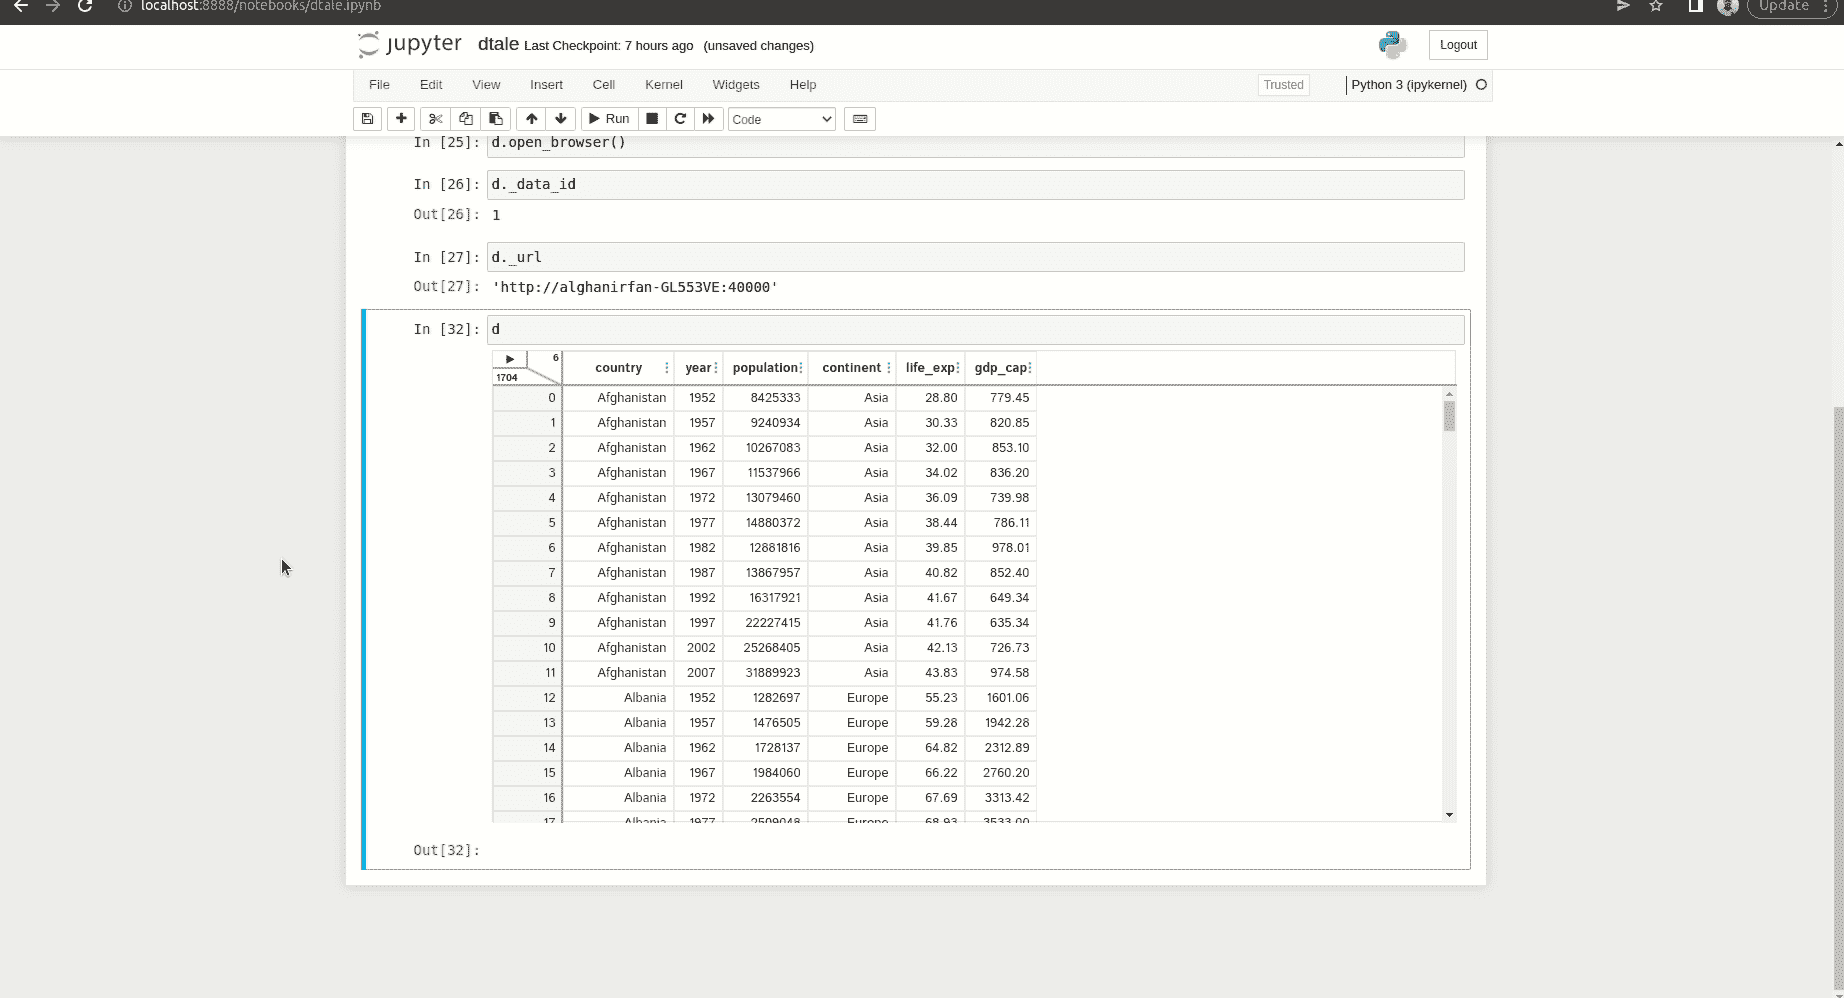 localhost:8888/notebooks/dtale.ipynb
Update
jupyter dtale Last Checkpoint: 7 hours ago (unsaved changes)
Logout
File Edit View Insert Cell Kernel Widgets Help
Trusted
Python 3 (ipykernel)
Run
Code
In [25]: d.open_browser()
In [26]: d._data_id
Out[26]: 1
In [27]: d._url
Out[27]: 'http://alghanirfan-GL553VE:40000'
In [32]: d
6
1704
country year population continent life_exp gdp_cap
0 Afghanistan 1952 8425333 Asia 28.80 779.45
1 Afghanistan 1957 9240934 Asia 30.33 820.85
2 Afghanistan 1962 10267083 Asia 32.00 853.10
3 Afghanistan 1967 11537966 Asia 34.02 836.20
4 Afghanistan 1972 13079460 Asia 36.09 739.98
5 Afghanistan 1977 14880372 Asia 38.44 786.11
6 Afghanistan 1982 12881816 Asia 39.85 978.01
7 Afghanistan 1987 13867957 Asia 40.82 852.40
8 Afghanistan 1992 16317921 Asia 41.67 649.34
9 Afghanistan 1997 22227415 Asia 41.76 635.34
10 Afghanistan 2002 25268405 Asia 42.13 726.73
11 Afghanistan 2007 31889923 Asia 43.83 974.58
12 Albania 1952 1282697 Europe 55.23 1601.06
13 Albania 1957 1476505 Europe 59.28 1942.28
14 Albania 1962 1728137 Europe 64.82 2312.89
15 Albania 1967 1984060 Europe 66.22 2760.20
16 Albania 1972 2263554 Europe 67.69 3313.42
17 Albania 1977 2509048 Europe 68.93 3533.00
Out[32]: